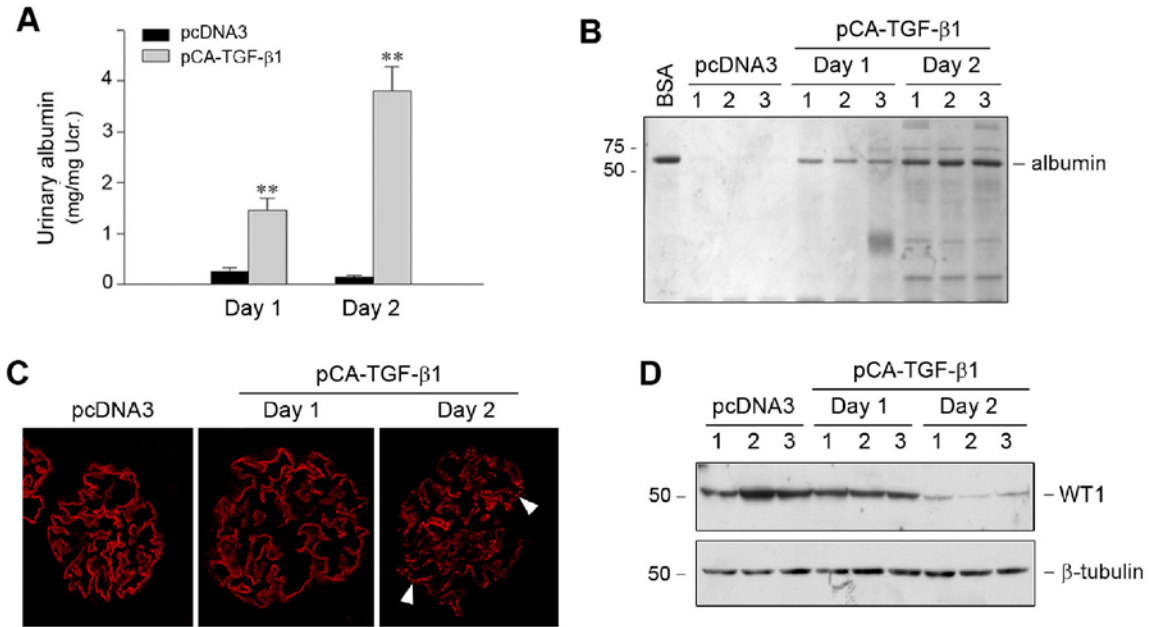 A
pcDNA3
pCA-TGF-β1
Urinary albumin
(mg/mg Ucr.)
4
3
2
1
0
**
**
Day 1
Day 2
B
pCA-TGF-β1
pcDNA3
Day 1
Day 2
BSA
1 2 3 1 2 3 1 2 3
75 -
50 -
– albumin
C
pCA-TGF-β1
pcDNA3
Day 1
Day 2
D
pCA-TGF-β1
pcDNA3
Day 1
Day 2
1 2 3 1 2 3 1 2 3
50 –
– WT1
50 –
– β-tubulin